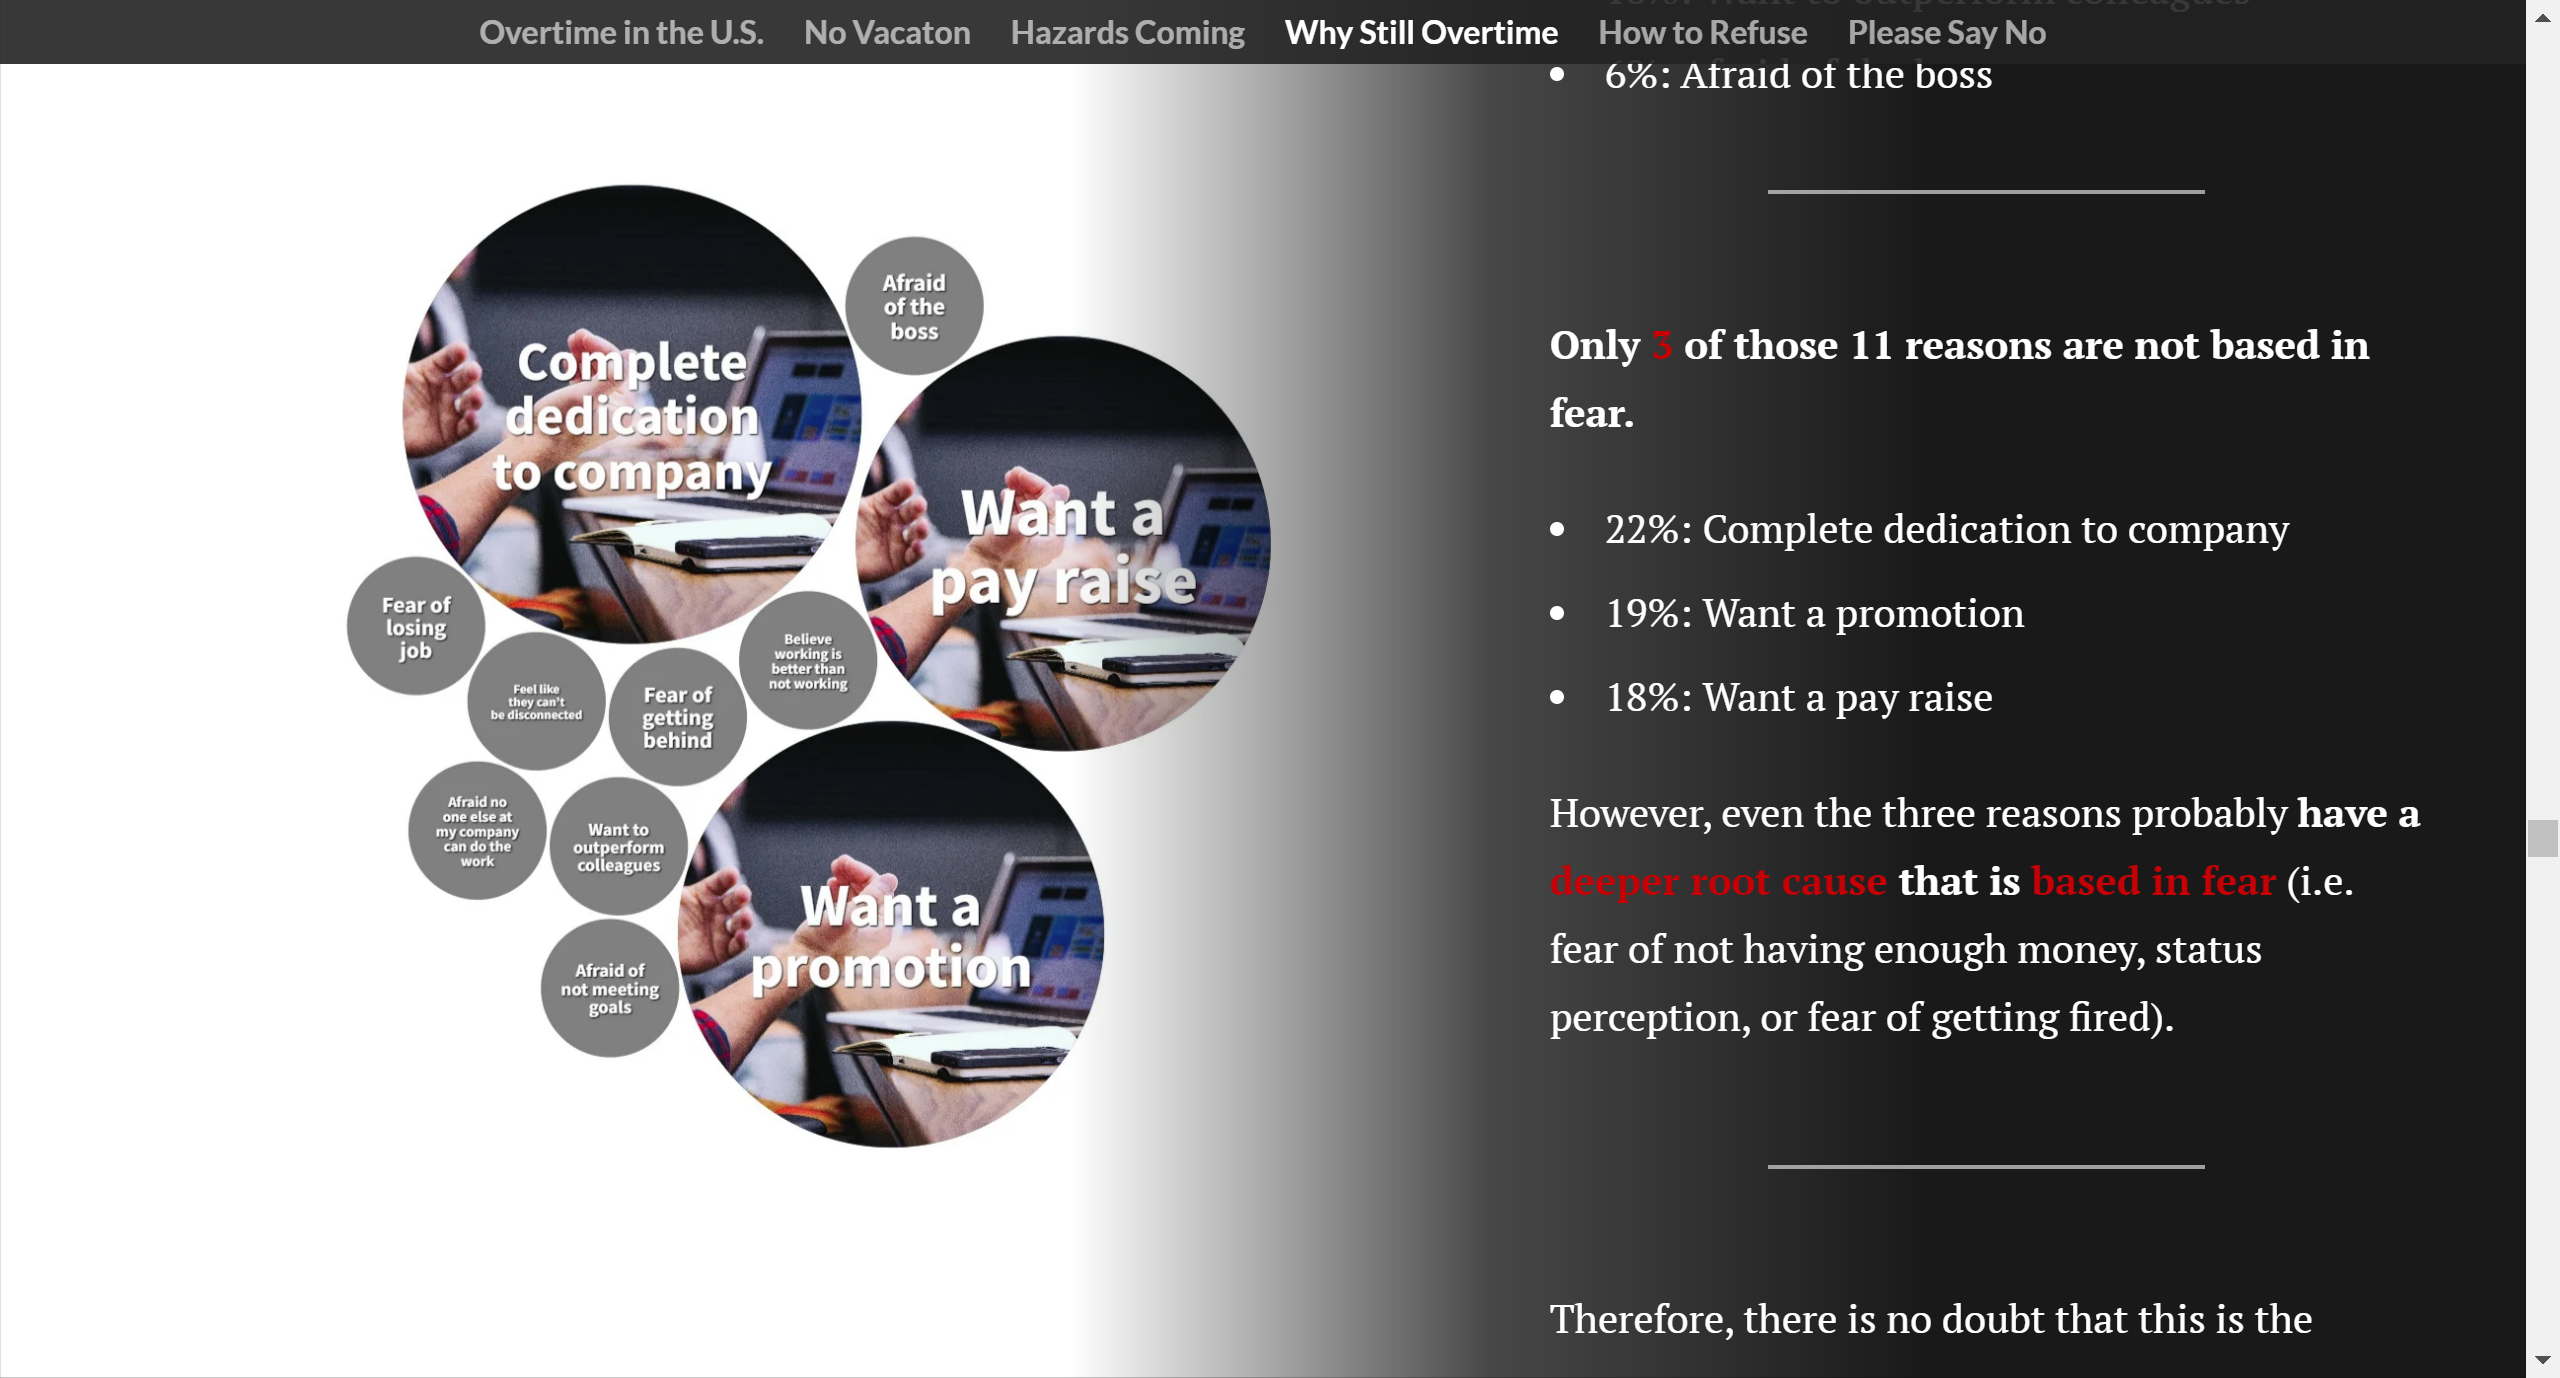 Overtime in the U.S. No Vacaton Hazards Coming Why Still Overtime How to Refuse Please Say No
Complete
dedication
to company
Afraid
of the
boss
Want a
pay raise
Fear of
losing
job
Feel like
they can't
be disconnected
Fear of
getting
behind
Believe
working is
better than
not working
Afraid no
one else at
my company
can do the
work
Want to
outperform
colleagues
Want a
promotion
Afraid of
not meeting
goals
• 6%: Afraid of the boss
Only 3 of those 11 reasons are not based in
fear.
• 22%: Complete dedication to company
• 19%: Want a promotion
• 18%: Want a pay raise
However, even the three reasons probably have a
deeper root cause that is based in fear (i.e.
fear of not having enough money, status
perception, or fear of getting fired).
Therefore, there is no doubt that this is the